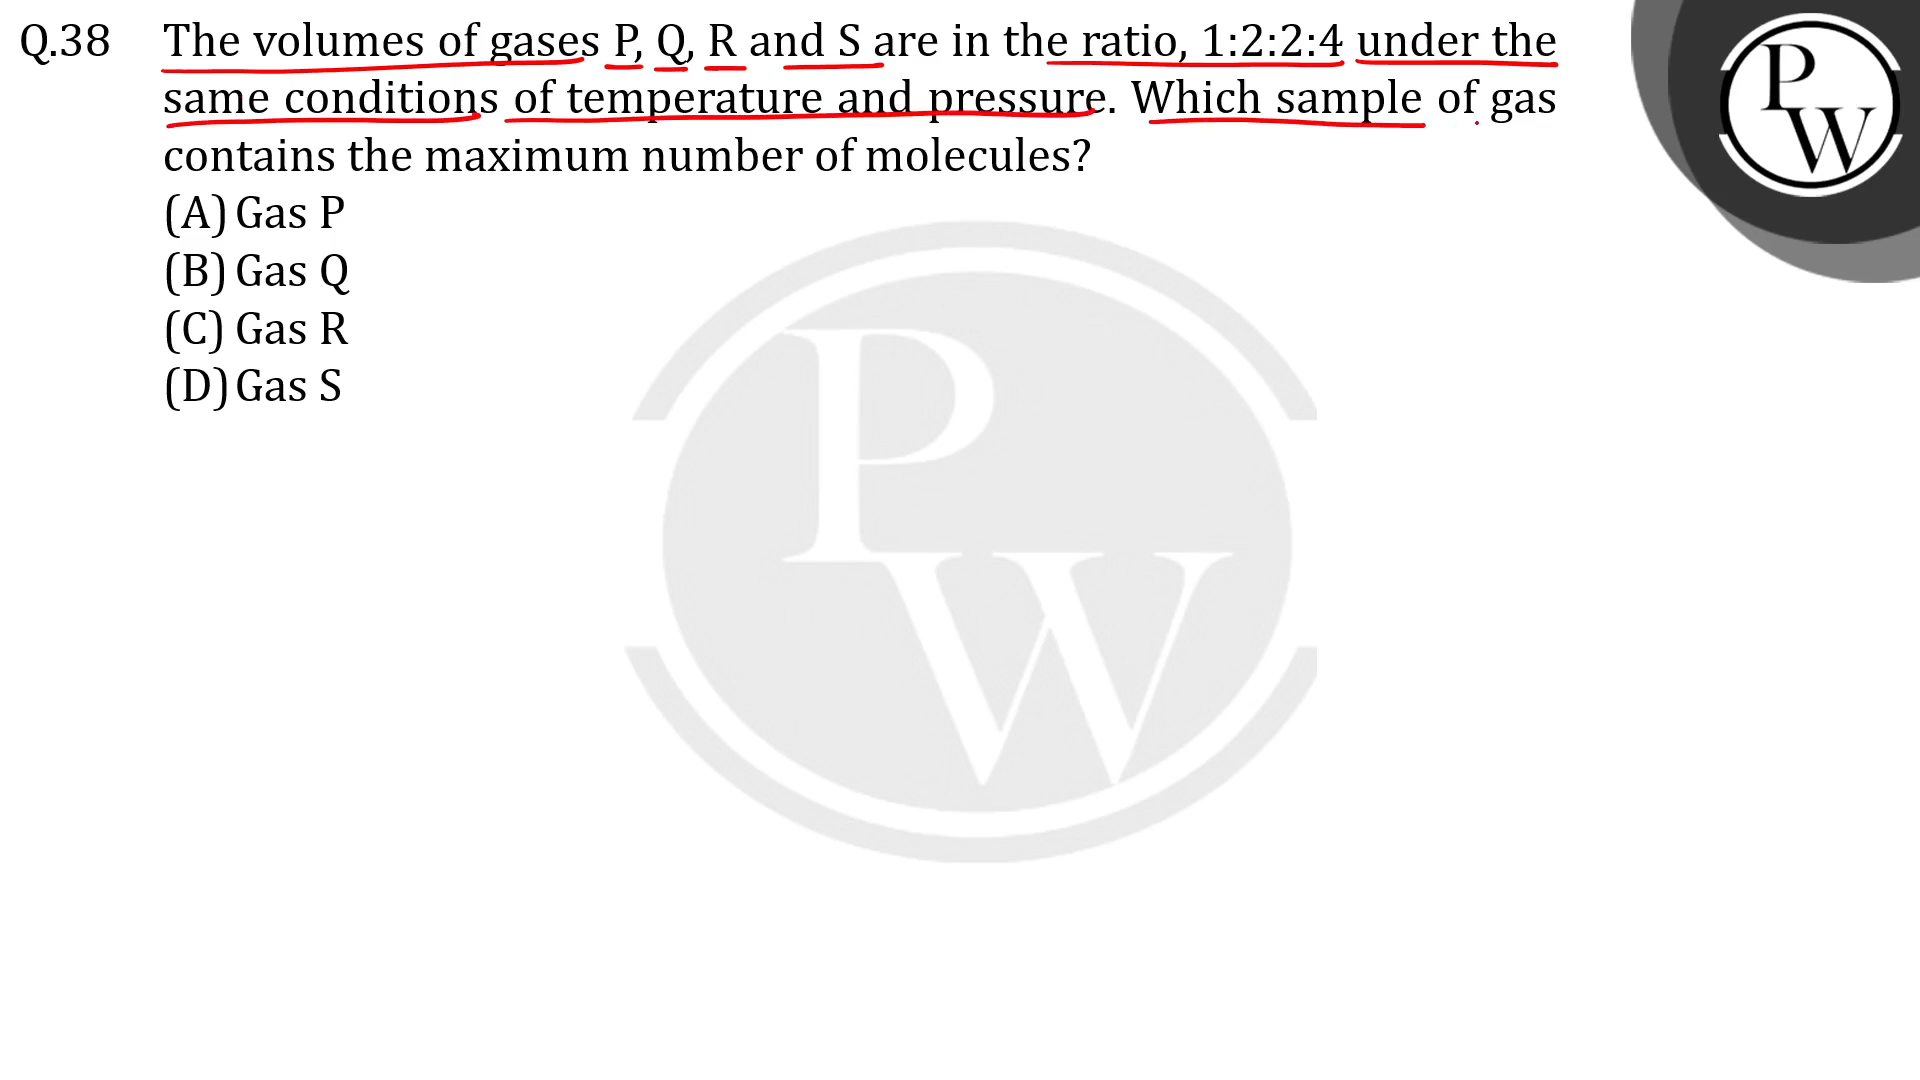 Q.38 The volumes of gases P, Q, R and S are in the ratio, 1:2:2:4 under the
same conditions of temperature and pressure. Which sample of gas
contains the maximum number of molecules?
(A) Gas P
(B) Gas Q
(C) Gas R
(D) Gas S
P
W
P
W